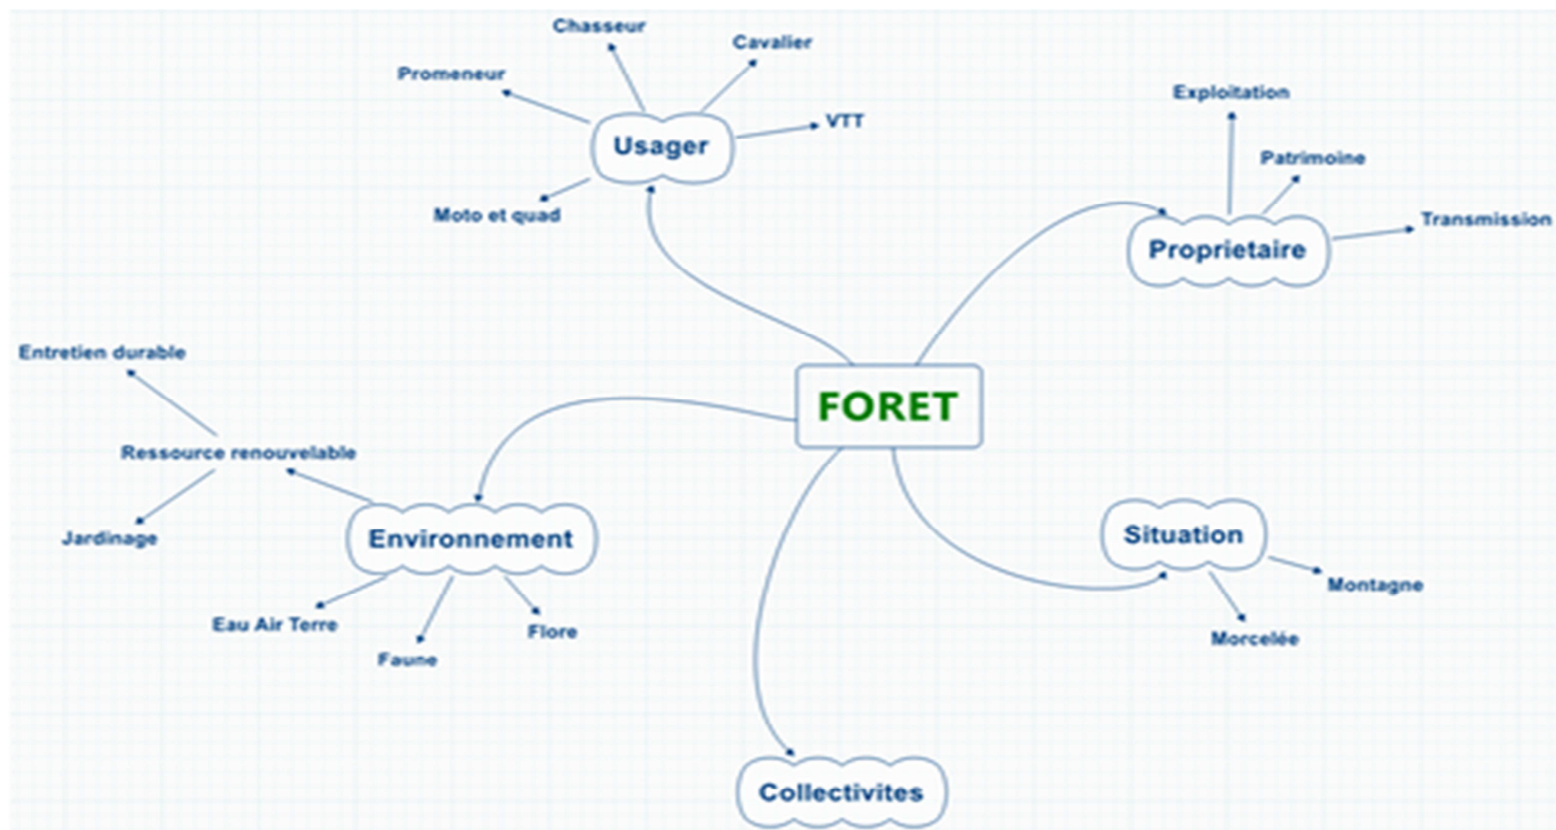 Chasseur
Cavalier
Promeneur
VTT
Usager
Moto et quad
Exploitation
Patrimoine
Transmission
Proprietaire
FORET
Entretien durable
Ressource renouvelable
Jardinage
Environnement
Eau Air Terre
Faune
Flore
Situation
Montagne
Morcelée
Collectivites